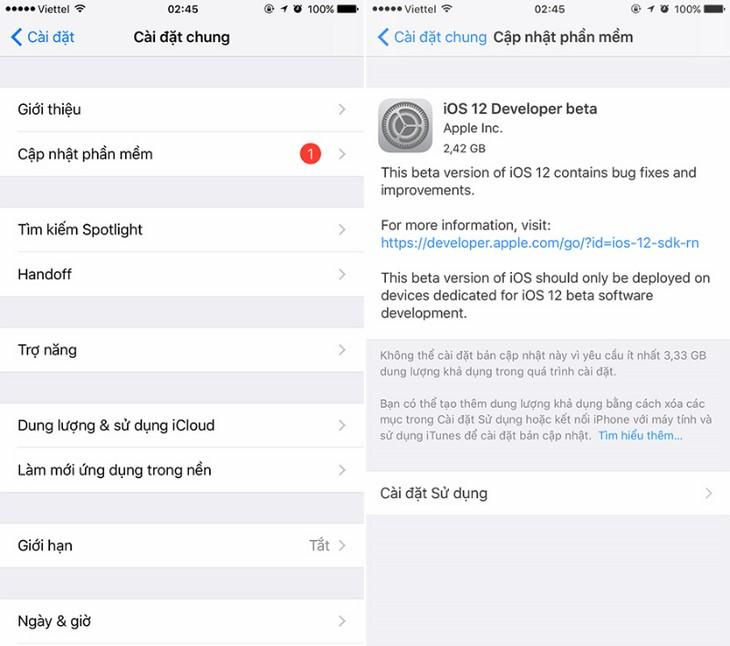 Viettel 02:45 100%
Cài đặt Cài đặt chung
Giới thiệu
Cập nhật phần mềm 1
Tìm kiếm Spotlight
Handoff
Trợ năng
Dung lượng & sử dụng iCloud
Làm mới ứng dụng trong nền
Giới hạn Tắt
Ngày & giờ
Viettel 02:45 100%
Cài đặt chung Cập nhật phần mềm
iOS 12 Developer beta
Apple Inc.
2,42 GB
This beta version of iOS 12 contains bug fixes and
improvements.
For more information, visit:
https://developer.apple.com/go/?id=ios-12-sdk-rn
This beta version of iOS should only be deployed on
devices dedicated for iOS 12 beta software
development.
Không thể cài đặt bản cập nhật này vì yêu cầu ít nhất 3,33 GB
dung lượng khả dụng trong quá trình cài đặt.
Bạn có thể tạo thêm dung lượng khả dụng bằng cách xóa các
mục trong Cài đặt Sử dụng hoặc kết nối iPhone với máy tính và
sử dụng iTunes để cài đặt bản cập nhật. Tìm hiểu thêm...
Cài đặt Sử dụng